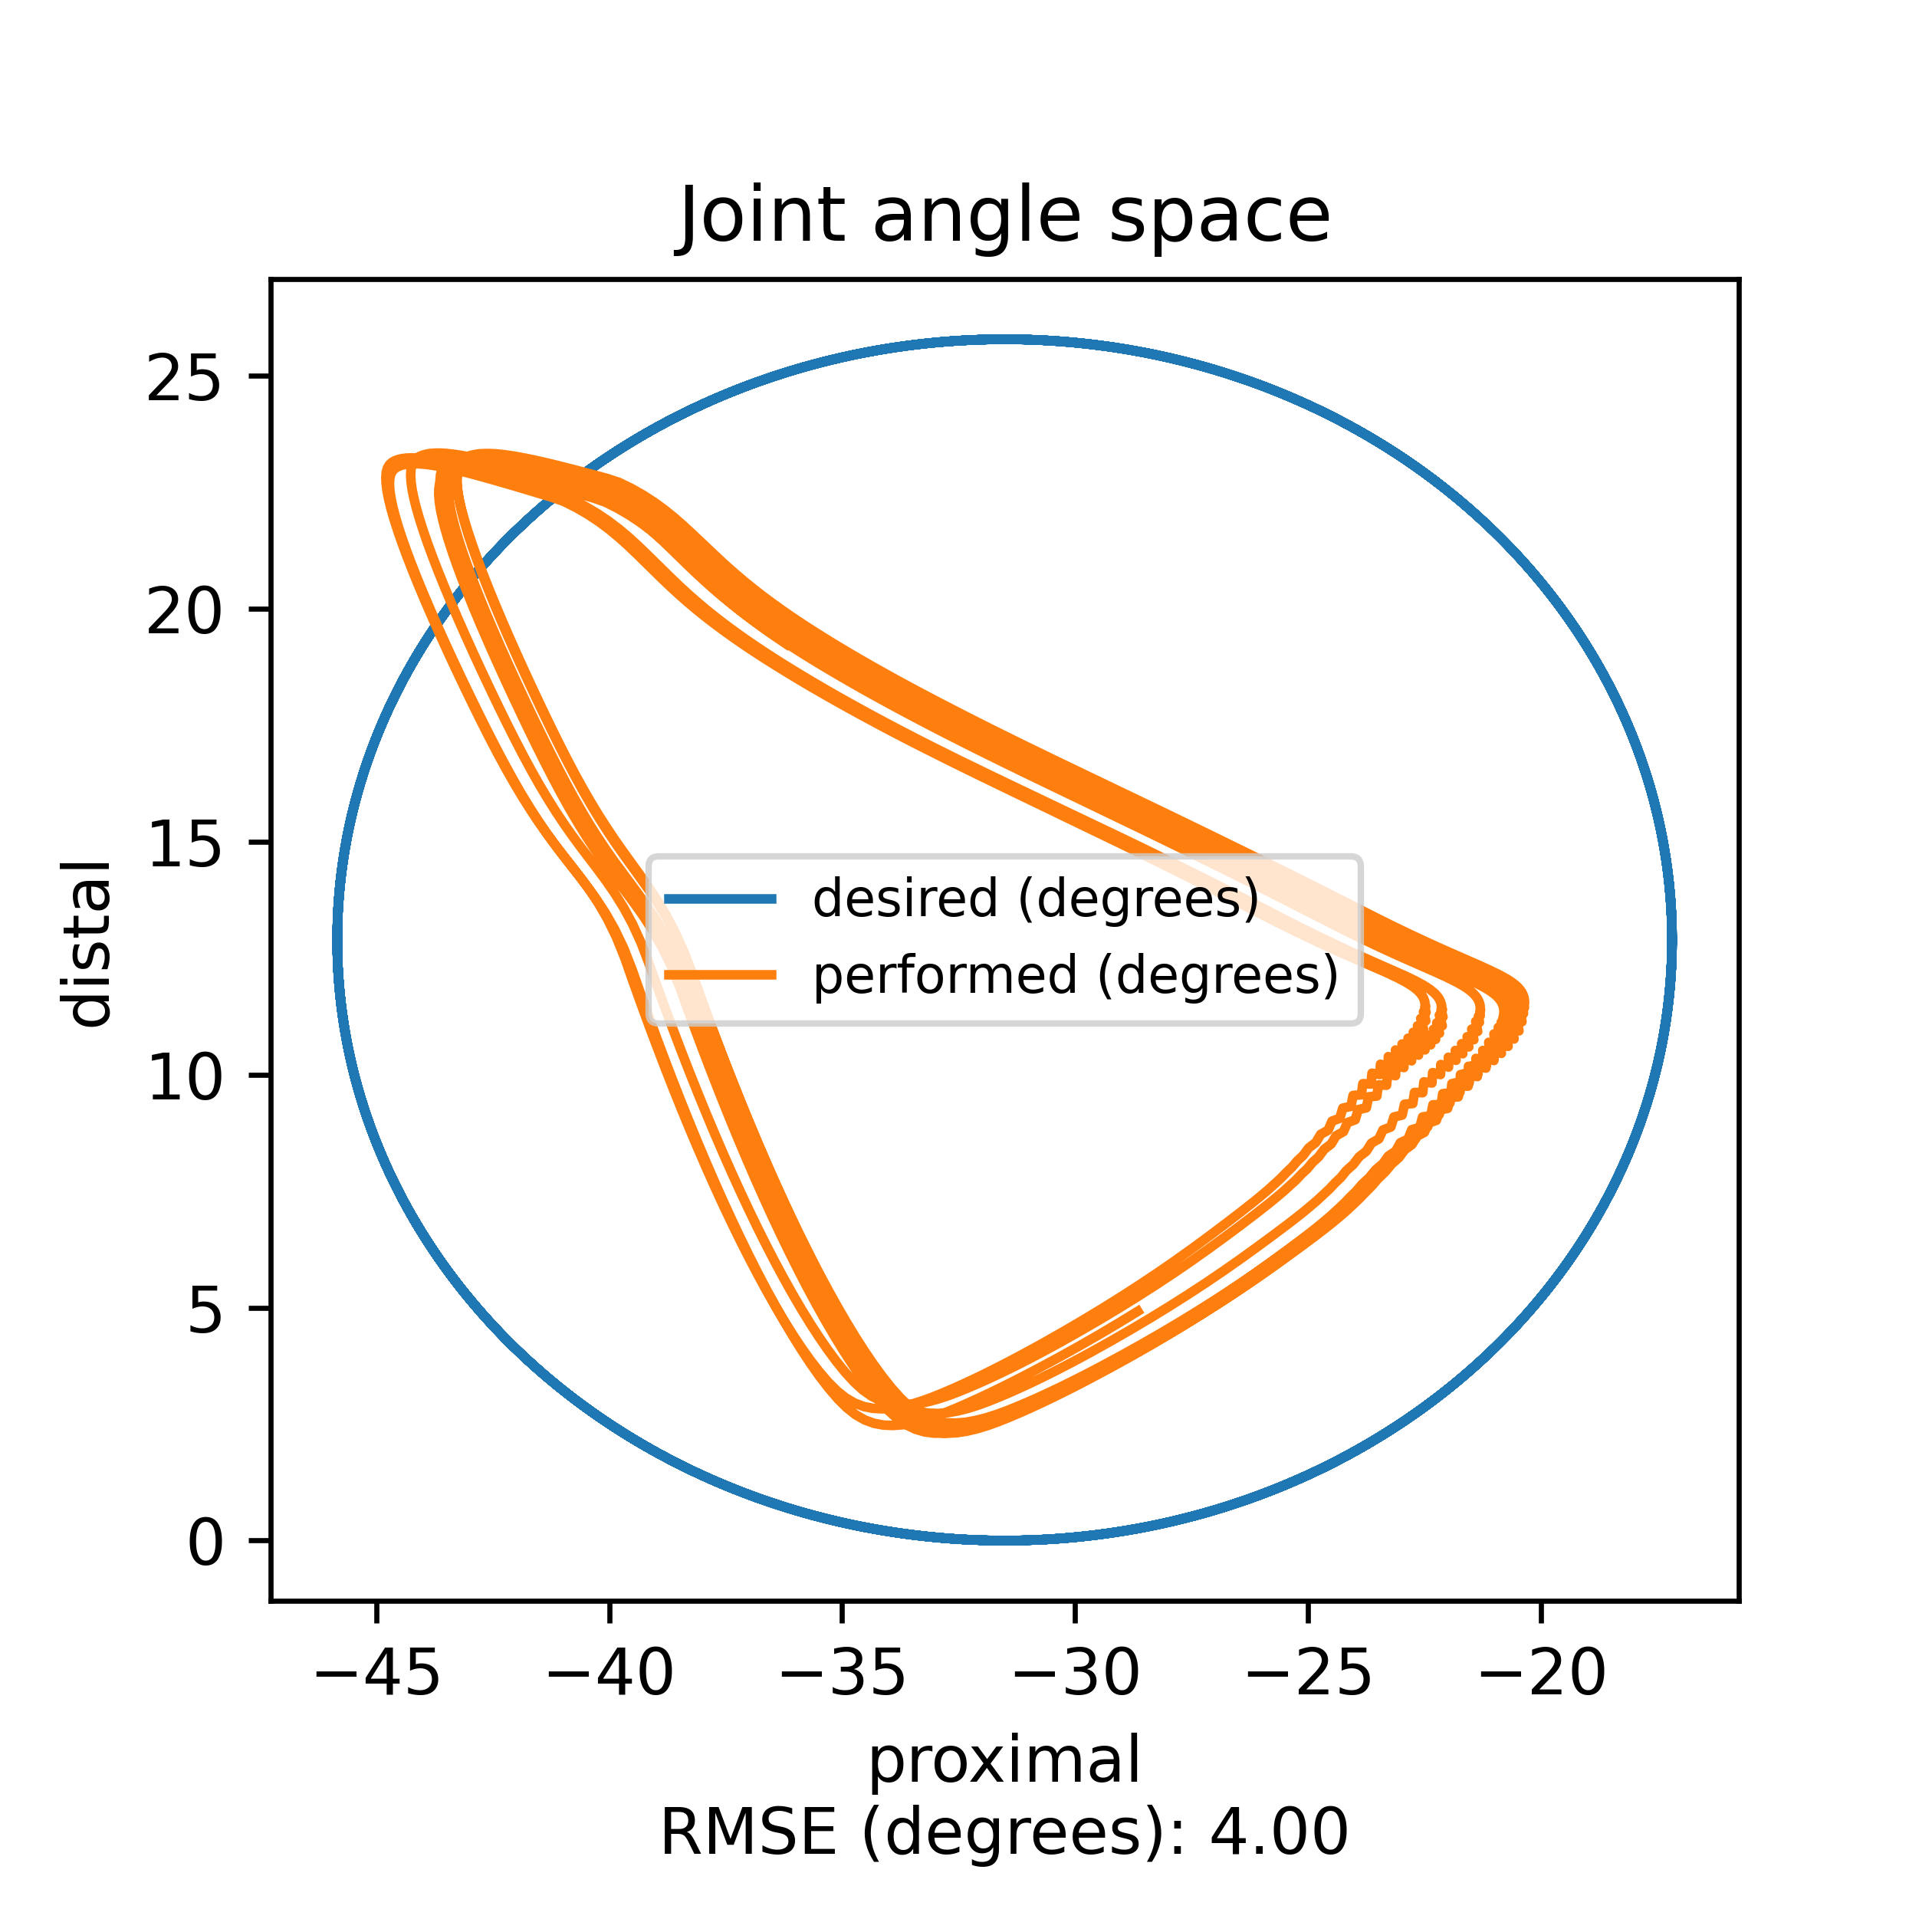 Joint angle space
25
20
15
10
5
0
distal
desired (degrees)
performed (degrees)
−45 −40 −35 −30 −25 −20
proximal
RMSE (degrees): 4.00